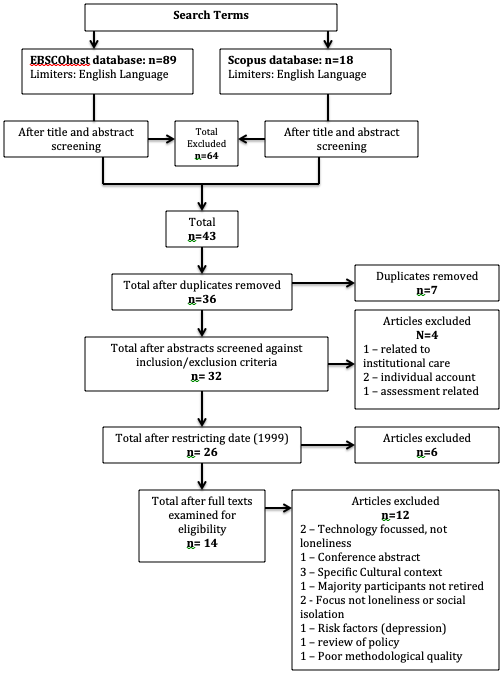 Search Terms
EBSCOhost database: n=89
Limiters: English Language
Scopus database: n=18
Limiters: English Language
After title and abstract
screening
Total
Excluded
n=64
After title and abstract
screening
Total
n=43
Total after duplicates removed
n=36
Duplicates removed
n=7
Total after abstracts screened against
inclusion/exclusion criteria
n= 32
Articles excluded
N=4
1 – related to
institutional care
2 – individual account
1 – assessment related
Total after restricting date (1999)
n= 26
Articles excluded
n=6
Total after full texts
examined for
eligibility
n= 14
Articles excluded
n=12
2 – Technology focussed, not
loneliness
1 – Conference abstract
3 – Specific Cultural context
1 – Majority participants not retired
2 - Focus not loneliness or social
isolation
1 – Risk factors (depression)
1 – review of policy
1 – Poor methodological quality